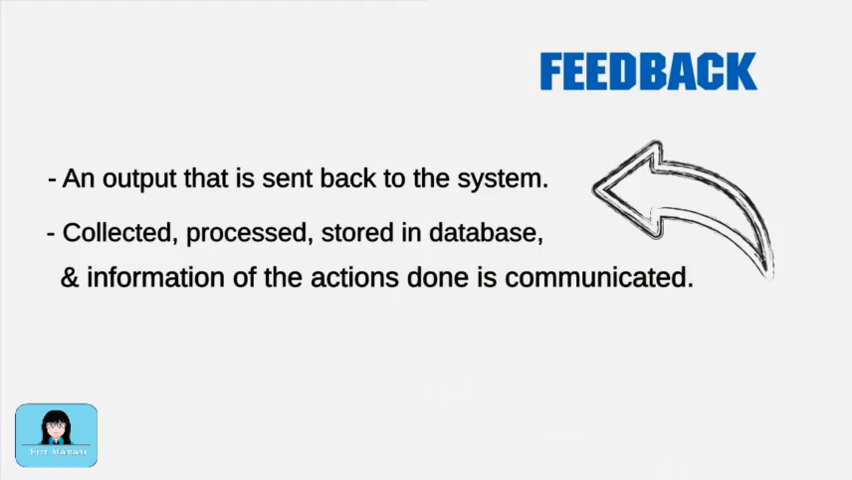 FEEDBACK
- An output that is sent back to the system.
- Collected, processed, stored in database,
& information of the actions done is communicated.